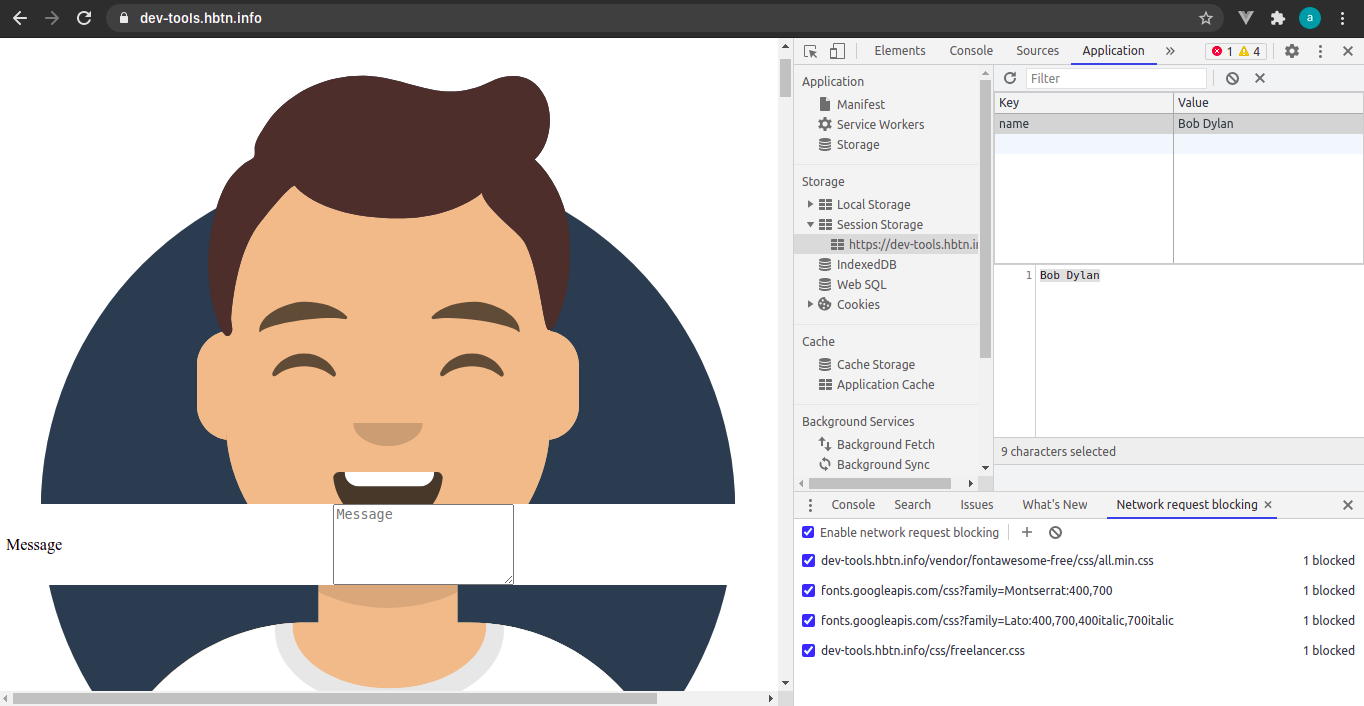 dev-tools.hbtn.info
a
Message
Message
Elements Console Sources Application » 1 4
Application
Manifest
Service Workers
Storage
Storage
Local Storage
Session Storage
https://dev-tools.hbtn.i
IndexedDB
Web SQL
Cookies
Cache
Cache Storage
Application Cache
Background Services
Background Fetch
Background Sync
Filter
Key Value
name Bob Dylan
1 Bob Dylan
9 characters selected
Console Search Issues What's New Network request blocking ×
Enable network request blocking
dev-tools.hbtn.info/vendor/fontawesome-free/css/all.min.css 1 blocked
fonts.googleapis.com/css?family=Montserrat:400,700 1 blocked
fonts.googleapis.com/css?family=Lato:400,700,400italic,700italic 1 blocked
dev-tools.hbtn.info/css/freelancer.css 1 blocked